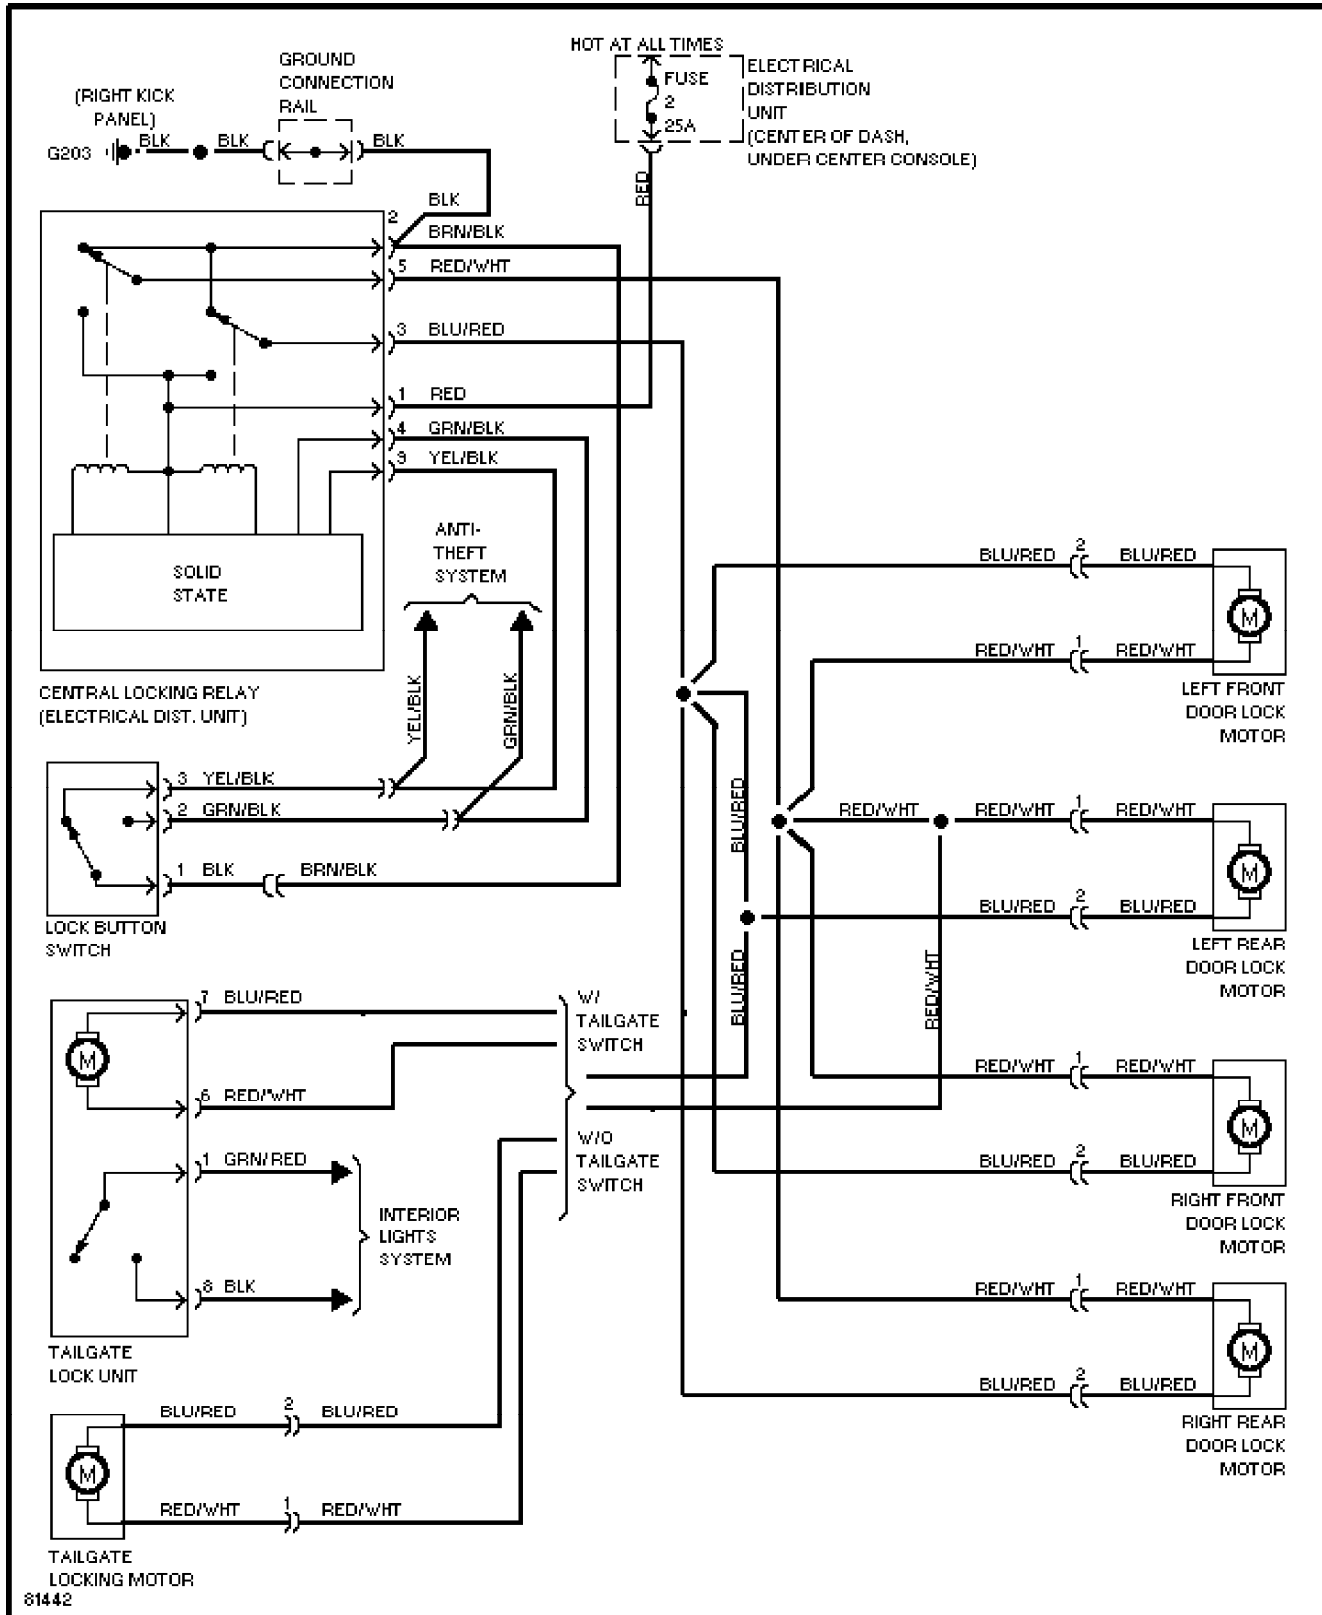 HOT AT ALL TIMES
GROUND
CONNECTION
RAIL
(RIGHT KICK
PANEL)
G203
BLK
BLK
BLK
FUSE
2
25A
ELECTRICAL
DISTRIBUTION
UNIT
(CENTER OF DASH,
UNDER CENTER CONSOLE)
RED
BLK
2
BRN/BLK
5 RED/WHT
3 BLU/RED
1 RED
4 GRN/BLK
9 YEL/BLK
SOLID
STATE
CENTRAL LOCKING RELAY
(ELECTRICAL DIST. UNIT)
ANTI-
THEFT
SYSTEM
YEL/BLK
GRN/BLK
3 YEL/BLK
2 GRN/BLK
1 BLK
BRN/BLK
LOCK BUTTON
SWITCH
BLU/RED
BLU/RED
RED/WHT
RED/WHT
BLU/RED 2 BLU/RED
M
RED/WHT 1 RED/WHT
LEFT FRONT
DOOR LOCK
MOTOR
RED/WHT 1 RED/WHT
M
BLU/RED 2 BLU/RED
LEFT REAR
DOOR LOCK
MOTOR
RED/WHT 1 RED/WHT
M
BLU/RED 2 BLU/RED
RIGHT FRONT
DOOR LOCK
MOTOR
RED/WHT 1 RED/WHT
M
BLU/RED 2 BLU/RED
RIGHT REAR
DOOR LOCK
MOTOR
7 BLU/RED
M
6 RED/WHT
1 GRN/RED
8 BLK
INTERIOR
LIGHTS
SYSTEM
W/
TAILGATE
SWITCH
W/O
TAILGATE
SWITCH
TAILGATE
LOCK UNIT
BLU/RED 2 BLU/RED
M
RED/WHT 1 RED/WHT
TAILGATE
LOCKING MOTOR
81442